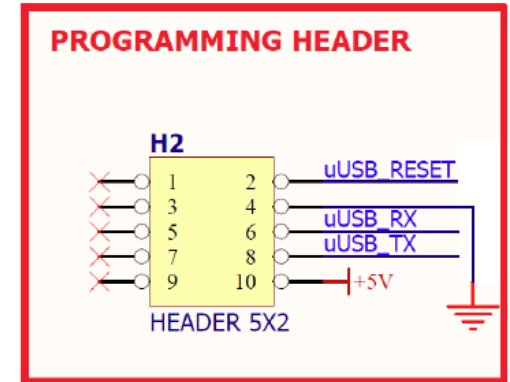 PROGRAMMING HEADER
H2
1 2 uUSB_RESET
3 4
5 6 uUSB_RX
7 8 uUSB_TX
9 10 +5V
HEADER 5X2